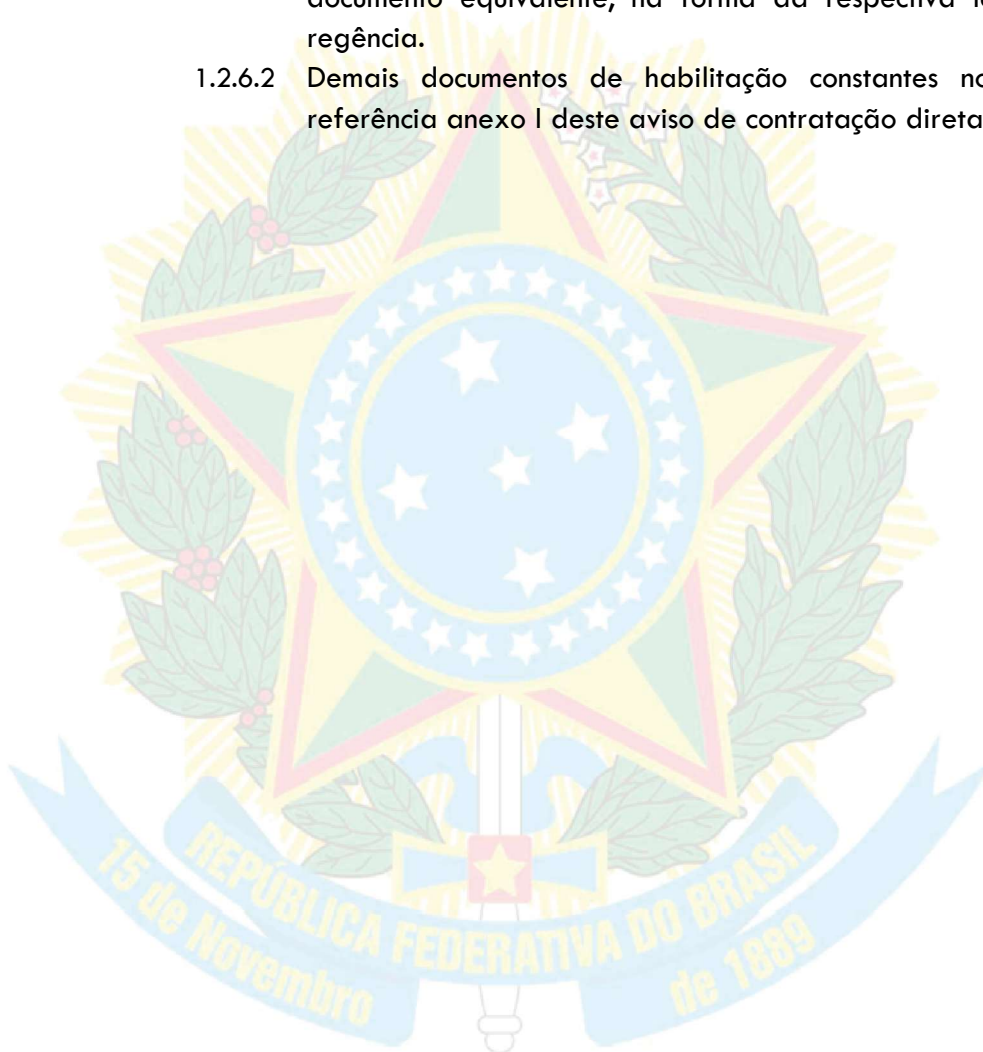 documento equivalente, na forma da respectiva
regência.
1.2.6.2 Demais documentos de habilitação constantes
referência anexo I deste aviso de contratação direta
REPÚBLICA FEDERATIVA DO BRASIL
15 de Novembro
de 1889